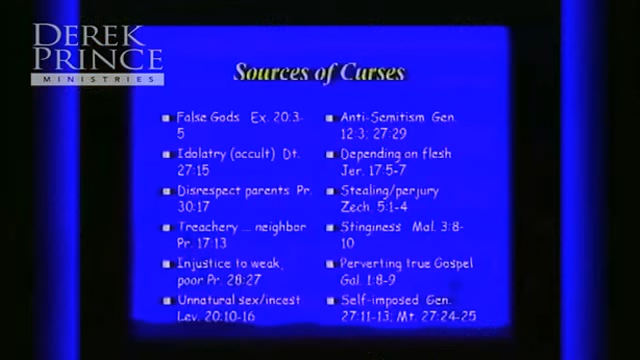 DEREK
PRINCE
MINISTRIES
Sources of Curses
False Gods Ex. 20:3-
5
Idolatry (occult) Dt.
27:15
Disrespect parents Pr.
30:17
Treachery ... neighbor
Pr. 17:13
Injustice to weak,
poor Pr. 28:27
Unnatural sex/incest
Lev. 20:10-16
Anti-Semitism Gen.
12:3; 27:29
Depending on flesh
Jer. 17:5-7
Stealing/perjury
Zech. 5:1-4
Stinginess Mal. 3:8-
10
Perverting true Gospel
Gal. 1:8-9
Self-imposed Gen.
27:11-13; Mt. 27:24-25